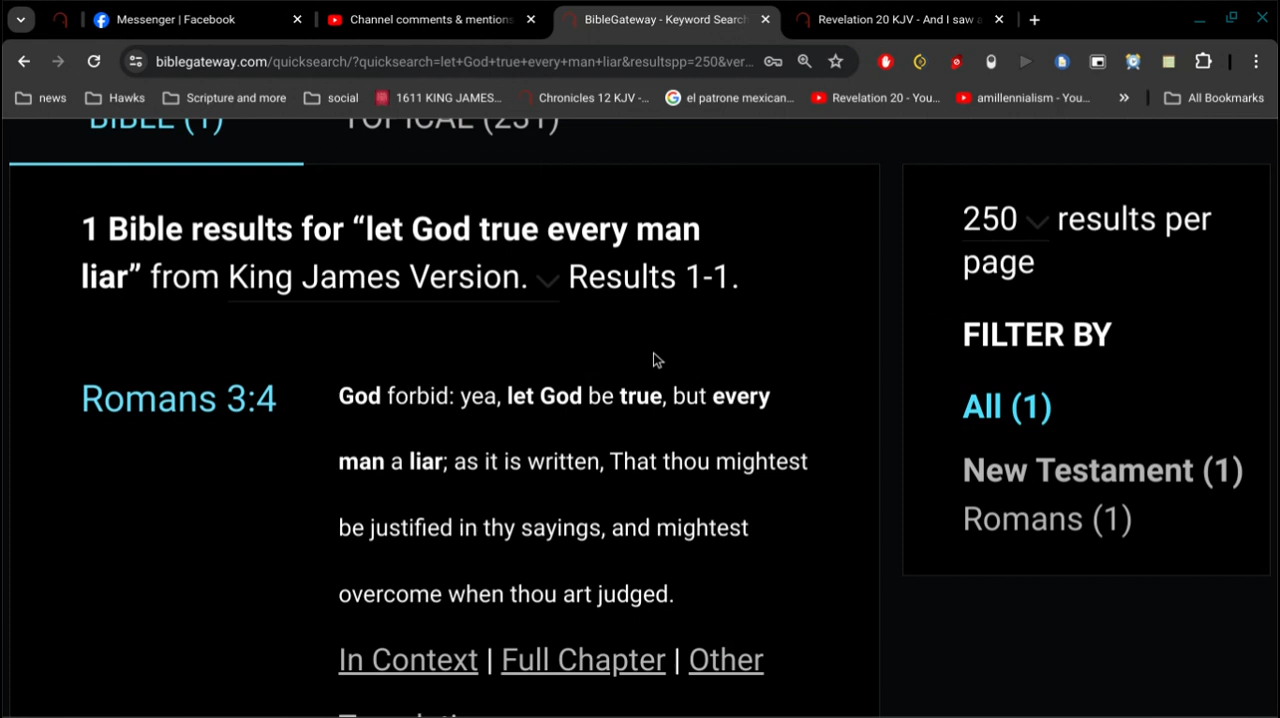 Messenger | Facebook
Channel comments & mentions
BibleGateway - Keyword Search
Revelation 20 KJV - And I saw a
biblegateway.com/quicksearch/?quicksearch=let+God+true+every+man+liar&resultspp=250&ver...
news
Hawks
Scripture and more
social
1611 KING JAMES...
Chronicles 12 KJV -...
el patrone mexican...
Revelation 20 - You...
amillennialism - You...
All Bookmarks
BIBLE (1)
TOPICAL (231)
1 Bible results for “let God true every man
liar” from King James Version. Results 1-1.
Romans 3:4
God forbid: yea, let God be true, but every
man a liar; as it is written, That thou mightest
be justified in thy sayings, and mightest
overcome when thou art judged.
In Context | Full Chapter | Other
250 results per
page
FILTER BY
All (1)
New Testament (1)
Romans (1)